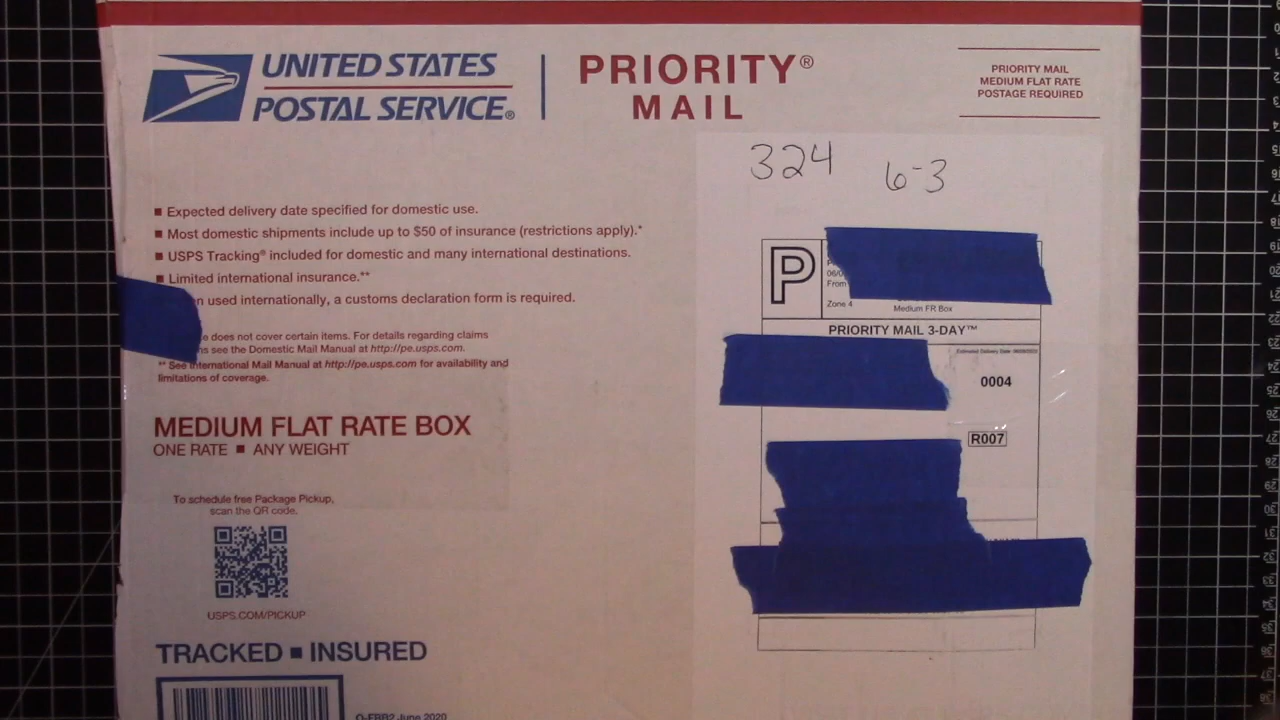 UNITED STATES
POSTAL SERVICE®
PRIORITY®
MAIL
PRIORITY MAIL
MEDIUM FLAT RATE
POSTAGE REQUIRED
324 6-3
■ Expected delivery date specified for domestic use.
■ Most domestic shipments include up to $50 of insurance (restrictions apply).*
■ USPS Tracking® included for domestic and many international destinations.
■ Limited international insurance.**
used internationally, a customs declaration form is required.
does not cover certain items. For details regarding claims
see the Domestic Mail Manual at http://pe.usps.com.
** See International Mail Manual at http://pe.usps.com for availability and
limitations of coverage.
MEDIUM FLAT RATE BOX
ONE RATE ■ ANY WEIGHT
To schedule free Package Pickup,
scan the QR code.
USPS.COM/PICKUP
TRACKED ■ INSURED
O-FRB2 June 2020
P
From
Zone 4
Medium FR Box
PRIORITY MAIL 3-DAY™
Estimated Delivery Date
0004
R007